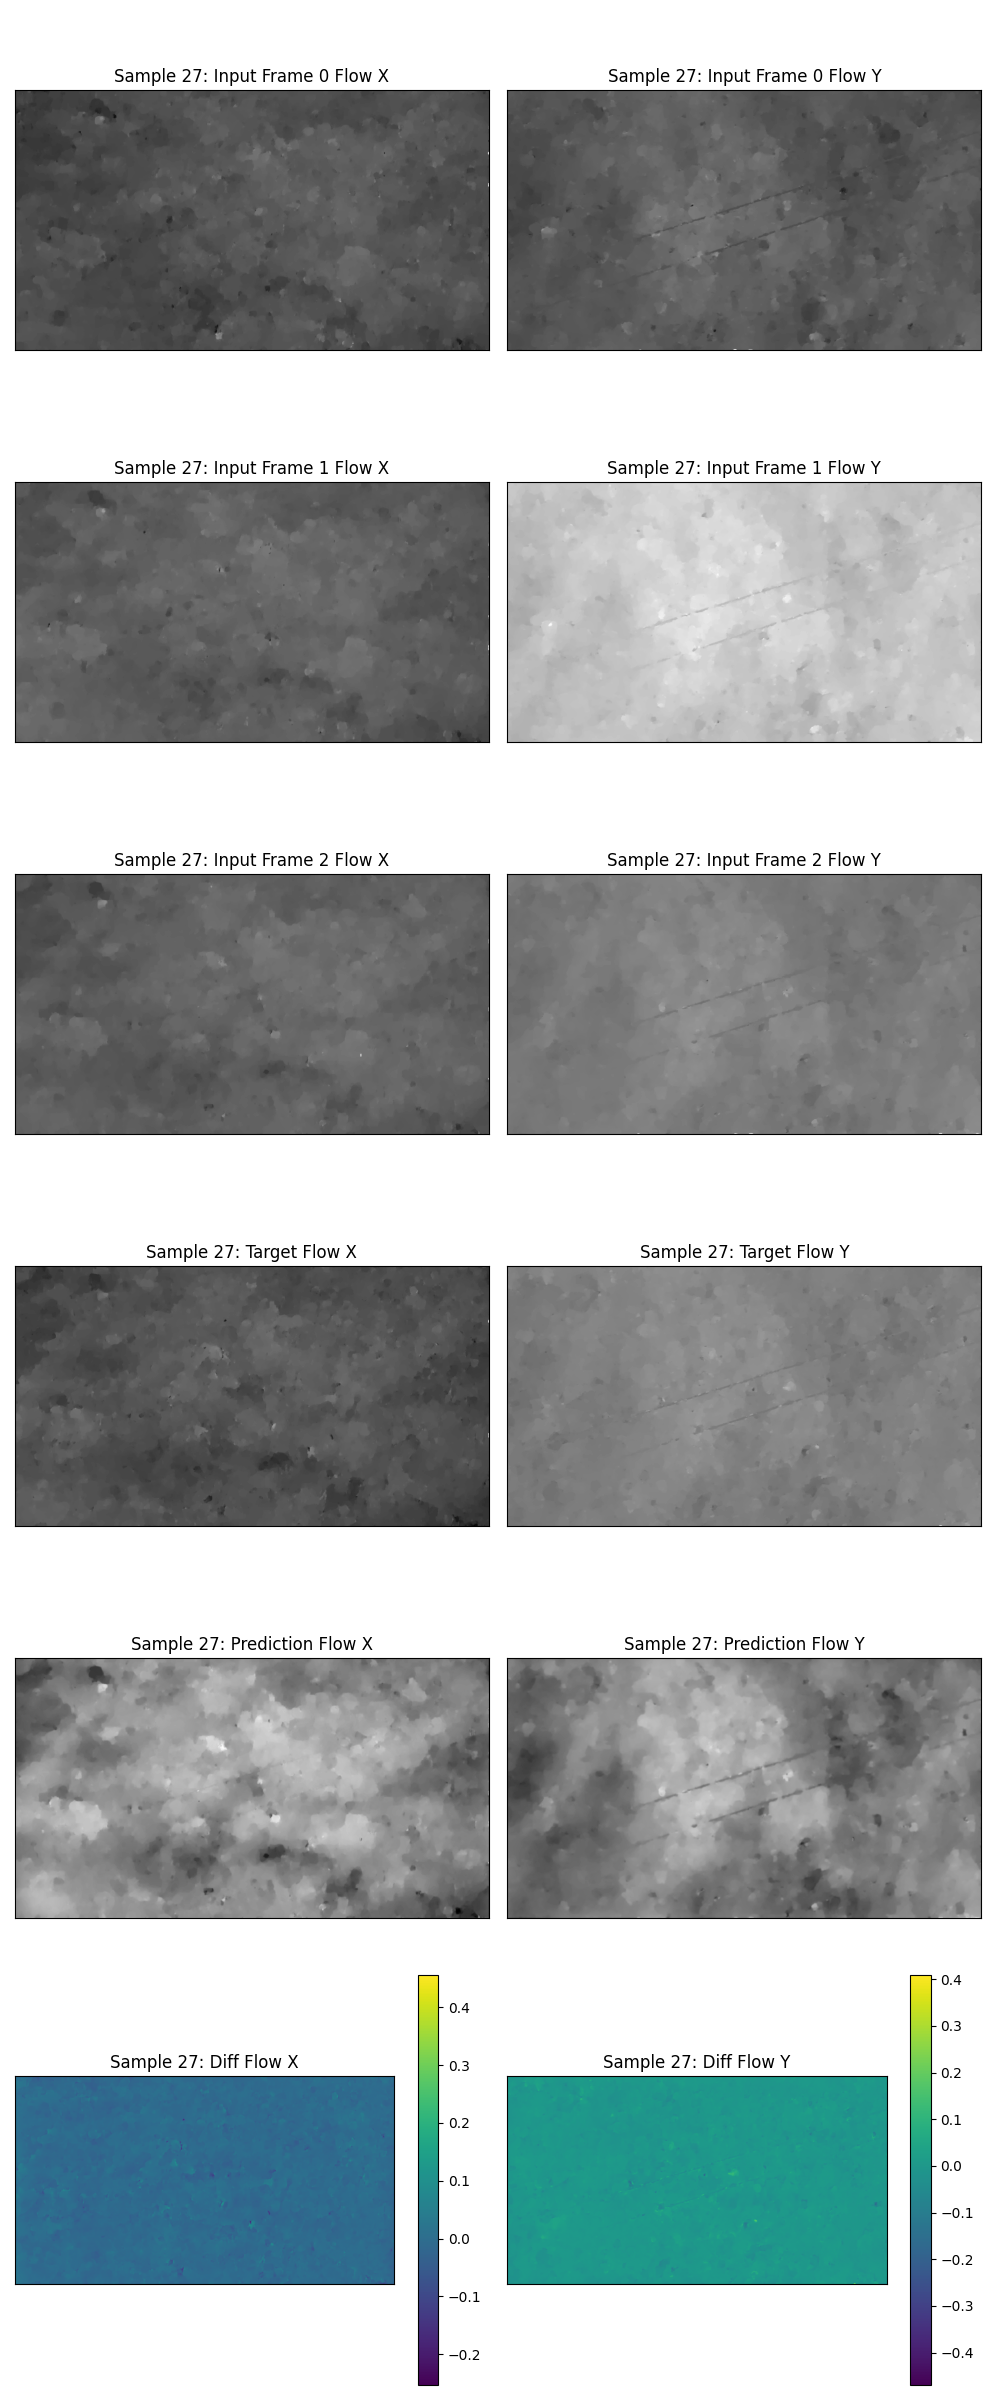 Sample 27: Input Frame 0 Flow X
Sample 27: Input Frame 0 Flow Y
Sample 27: Input Frame 1 Flow X
Sample 27: Input Frame 1 Flow Y
Sample 27: Input Frame 2 Flow X
Sample 27: Input Frame 2 Flow Y
Sample 27: Target Flow X
Sample 27: Target Flow Y
Sample 27: Prediction Flow X
Sample 27: Prediction Flow Y
Sample 27: Diff Flow X
0.4
0.3
0.2
0.1
0.0
−0.1
−0.2
Sample 27: Diff Flow Y
0.4
0.3
0.2
0.1
0.0
−0.1
−0.2
−0.3
−0.4